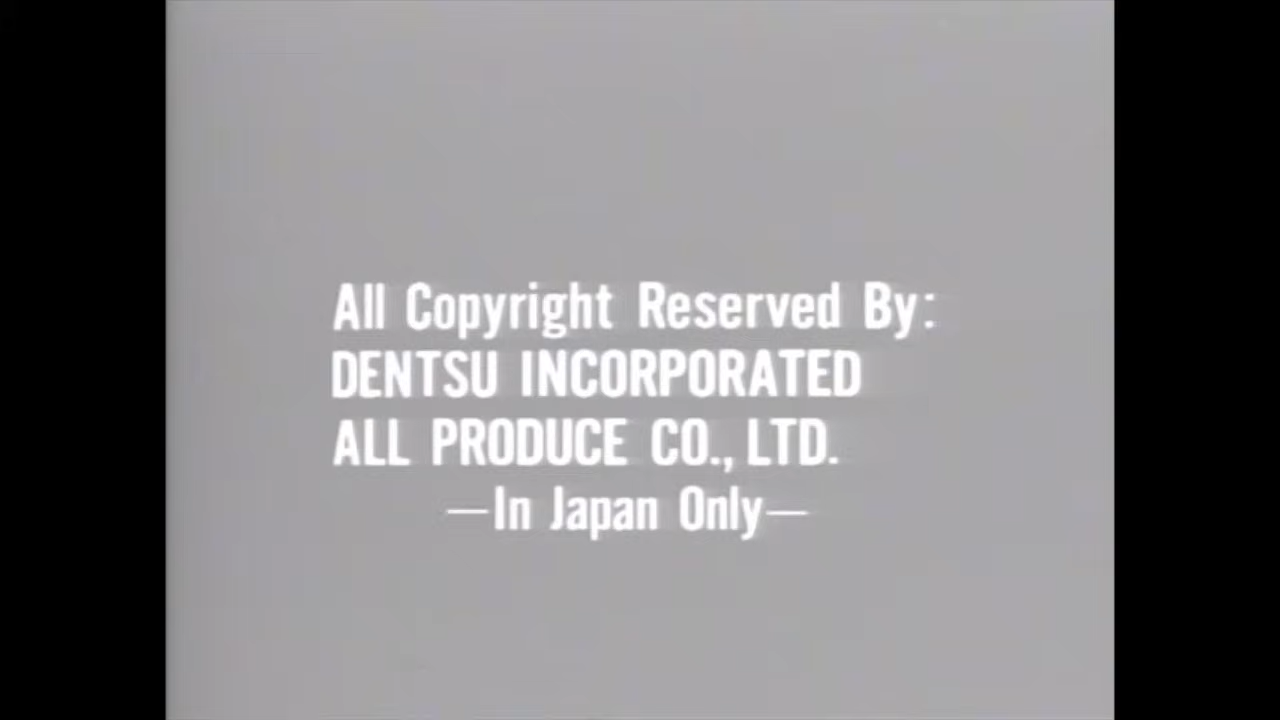 All Copyright Reserved By:
DENTSU INCORPORATED
ALL PRODUCE CO., LTD.
—In Japan Only—